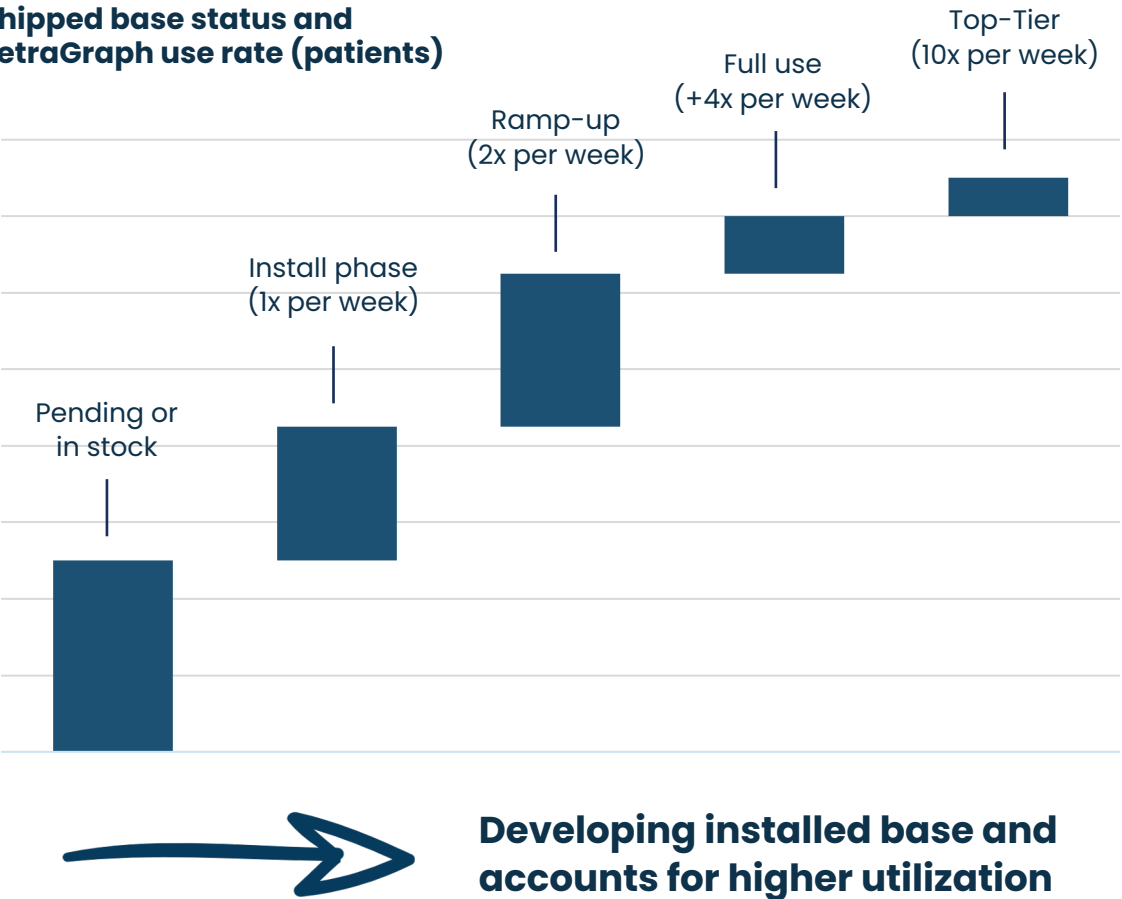 hipped base status and
etraGraph use rate (patients)
Top-Tier
(10x per week)
Full use
(+4x per week)
Ramp-up
(2x per week)
Install phase
(1x per week)
Pending or
in stock
Developing installed base and
accounts for higher utilization